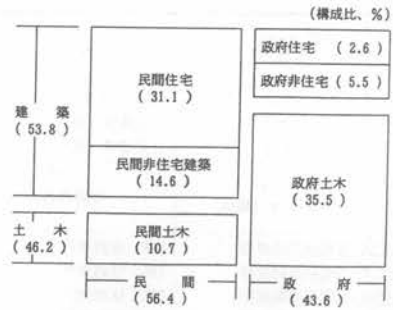 (構成比、%)
政府住宅 ( 2.6 )
民間住宅
( 31.1 )
政府非住宅 ( 5.5 )
建 築
( 53.8 )
民間非住宅建築
( 14.6 )
政府土木
( 35.5 )
土 木
( 46.2 )
民間土木
( 10.7 )
民 間
( 56.4 )
政 府
( 43.6 )